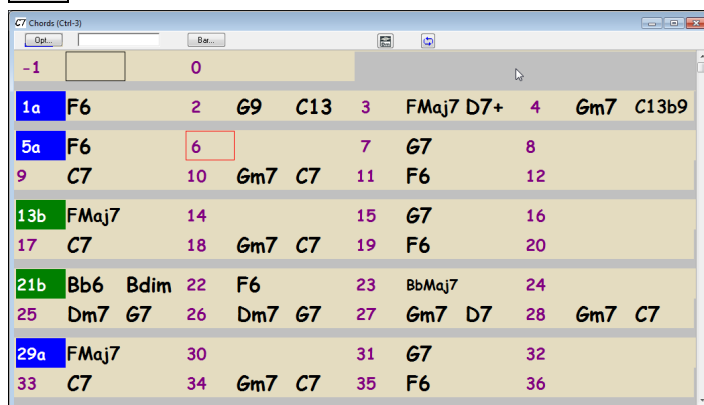 C7 Chords (Ctrl-3)
Opt... Bar...
-1 0
1a F6 2 G9 C13 3 FMaj7 D7+ 4 Gm7 C13b9
5a F6 6 7 G7 8
9 C7 10 Gm7 C7 11 F6 12
13b FMaj7 14 15 G7 16
17 C7 18 Gm7 C7 19 F6 20
21b Bb6 Bdim 22 F6 23 BbMaj7 24
25 Dm7 G7 26 Dm7 G7 27 Gm7 D7 28 Gm7 C7
29a FMaj7 30 31 G7 32
33 C7 34 Gm7 C7 35 F6 36